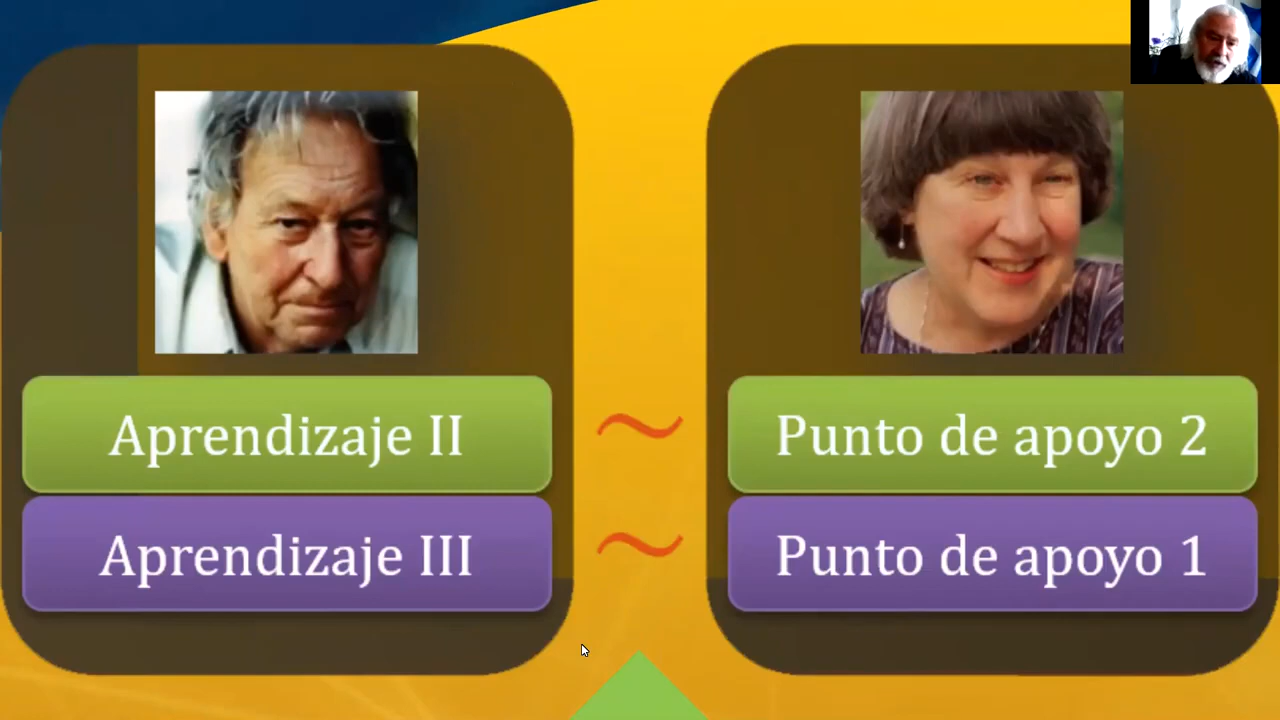 Aprendizaje II
~
Punto de apoyo 2
Aprendizaje III
~
Punto de apoyo 1